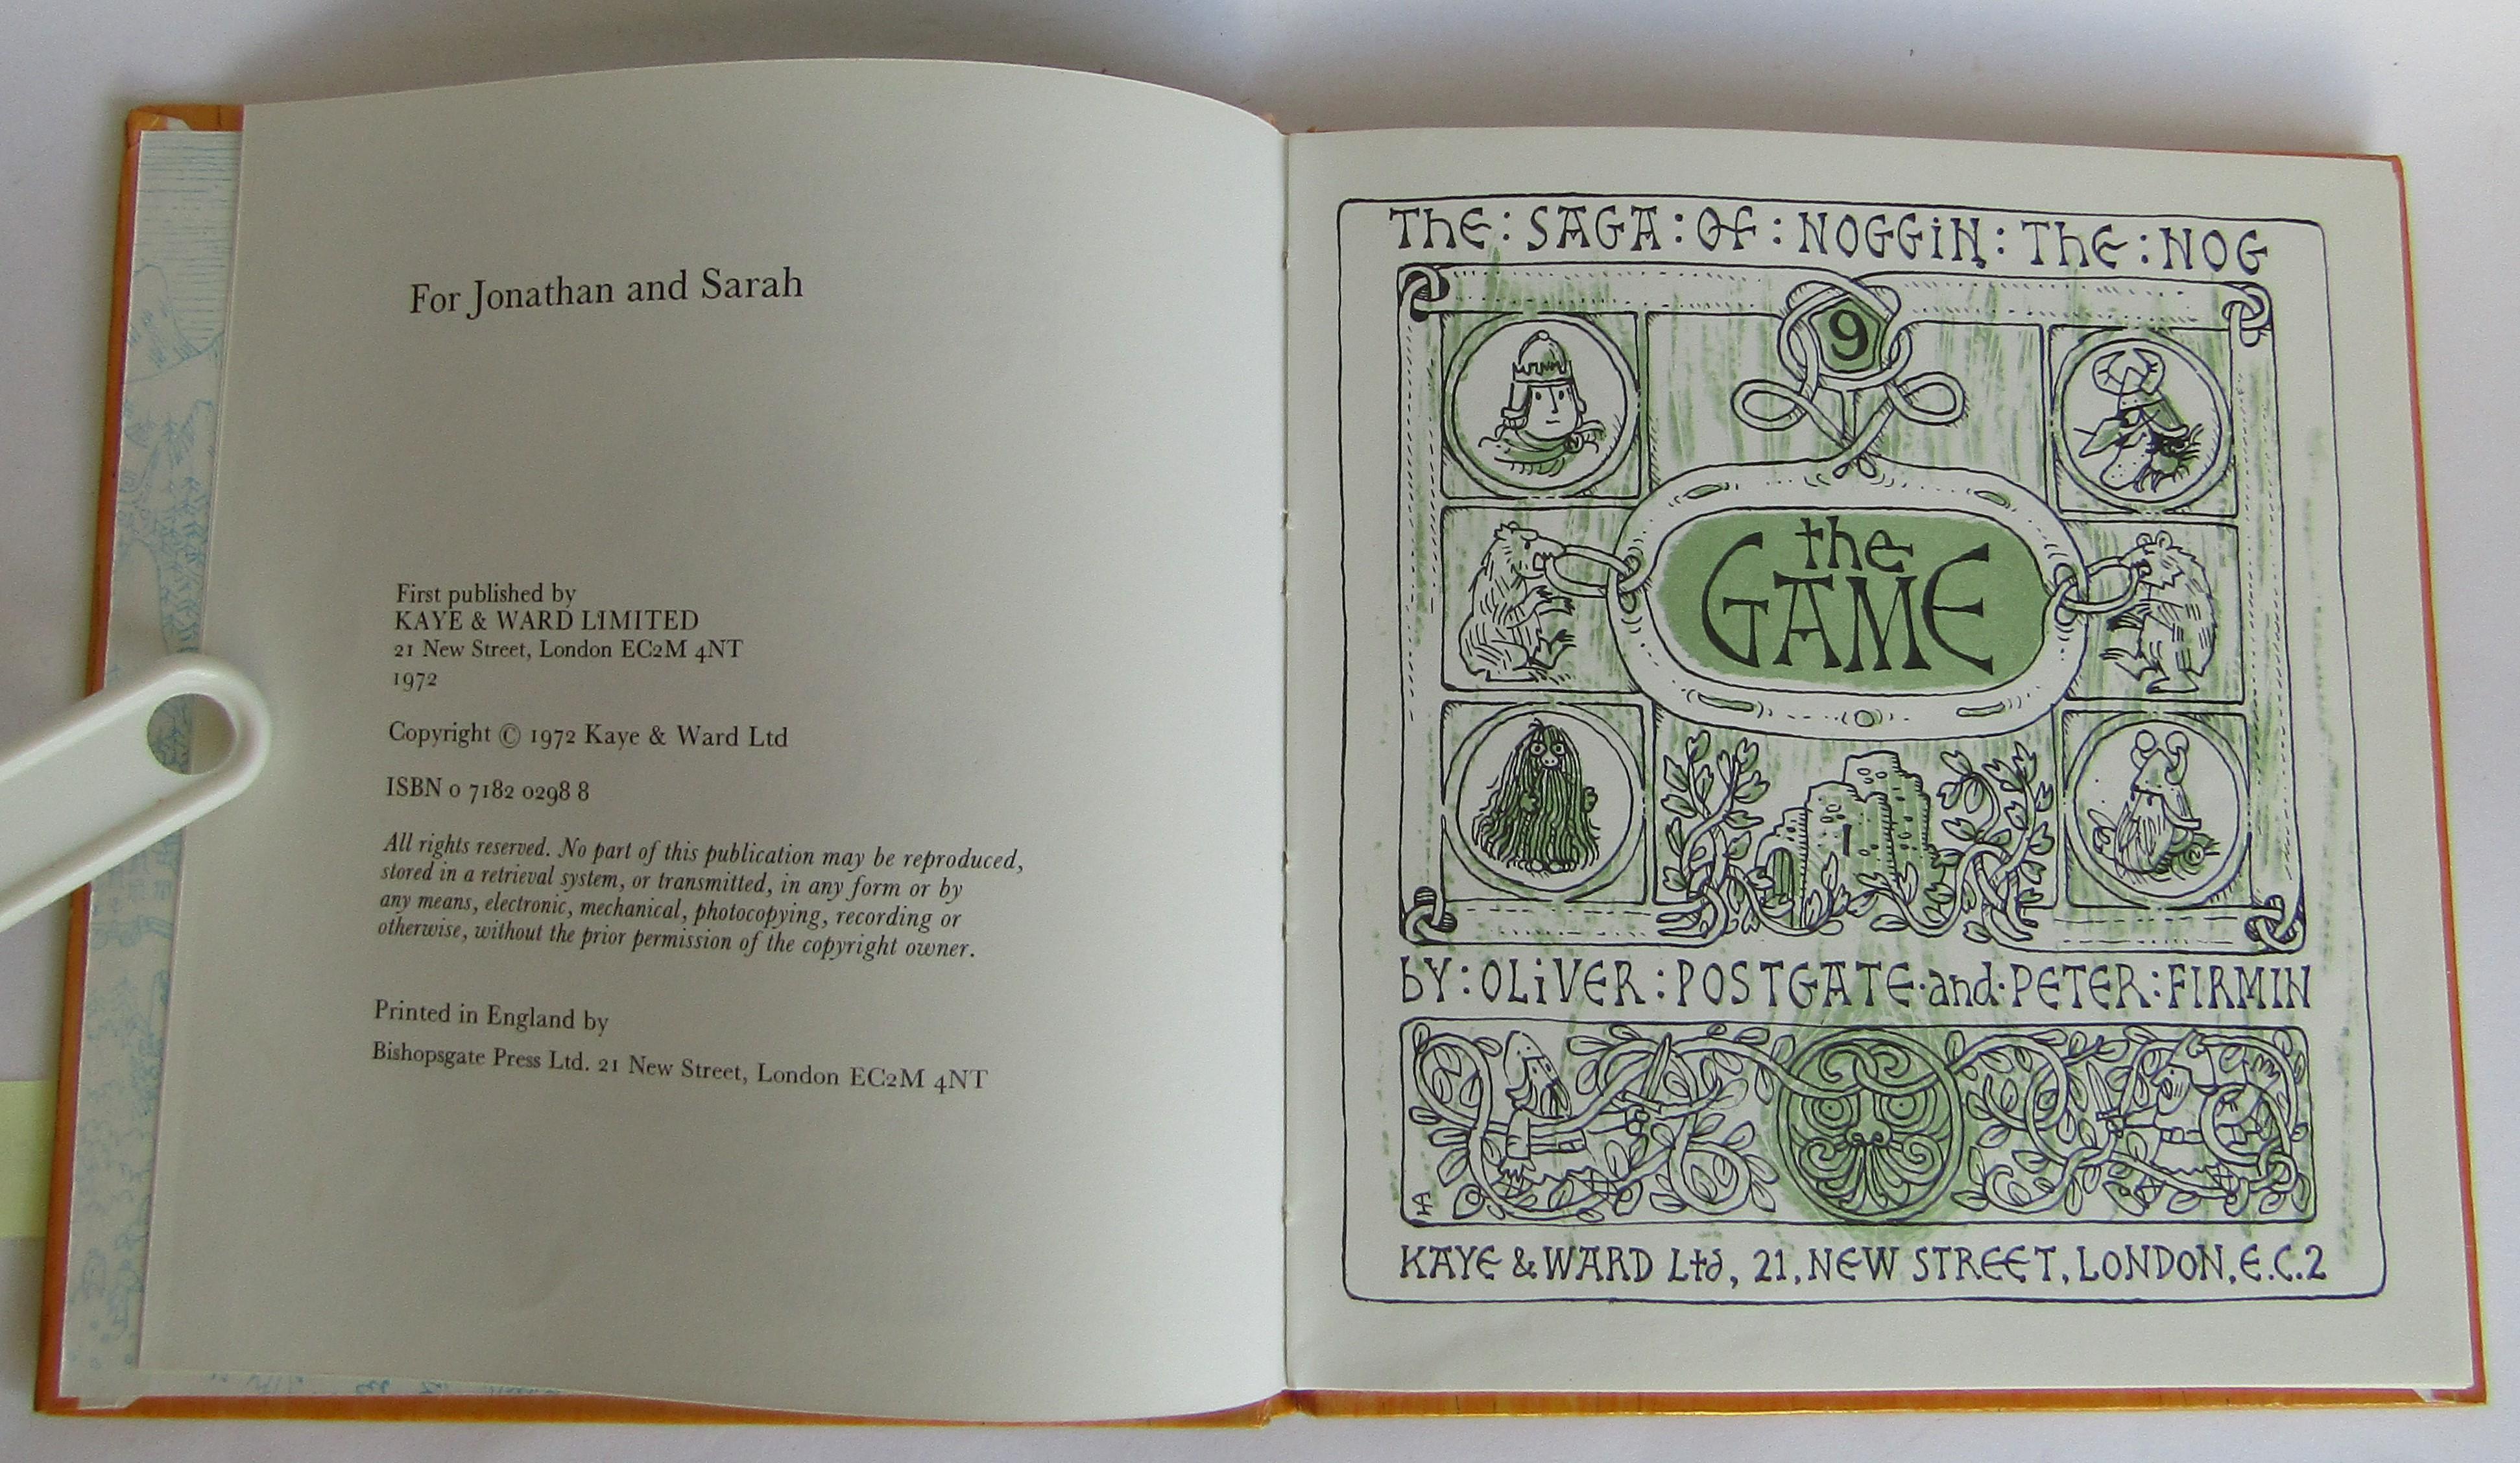 For Jonathan and Sarah
First published by
KAYE & WARD LIMITED
21 New Street, London EC2M 4NT
1972
Copyright © 1972 Kaye & Ward Ltd
ISBN 0 7182 0298 8
All rights reserved. No part of this publication may be reproduced,
stored in a retrieval system, or transmitted, in any form or by
any means, electronic, mechanical, photocopying, recording or
otherwise, without the prior permission of the copyright owner.
Printed in England by
Bishopsgate Press Ltd. 21 New Street, London EC2M 4NT
The : SAGA : OF : NOGGiN : The : NOG
9
the
GAME
bY : OLiVER : POSTGATE · and · PETER : FIRMIN
KAYE & WARD Ltd, 21, NEW STREET, LONDON, E.C.2